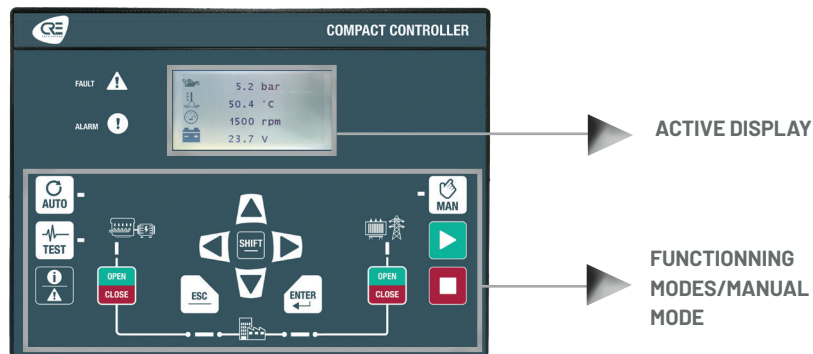 CRE
COMPACT CONTROLLER
FAULT
ALARM
5.2 bar
50.4 °C
1500 rpm
23.7 V
ACTIVE DISPLAY
AUTO
MAN
TEST
SHIFT
OPEN
CLOSE
ESC
ENTER
OPEN
CLOSE
FUNCTIONNING
MODES/MANUAL
MODE